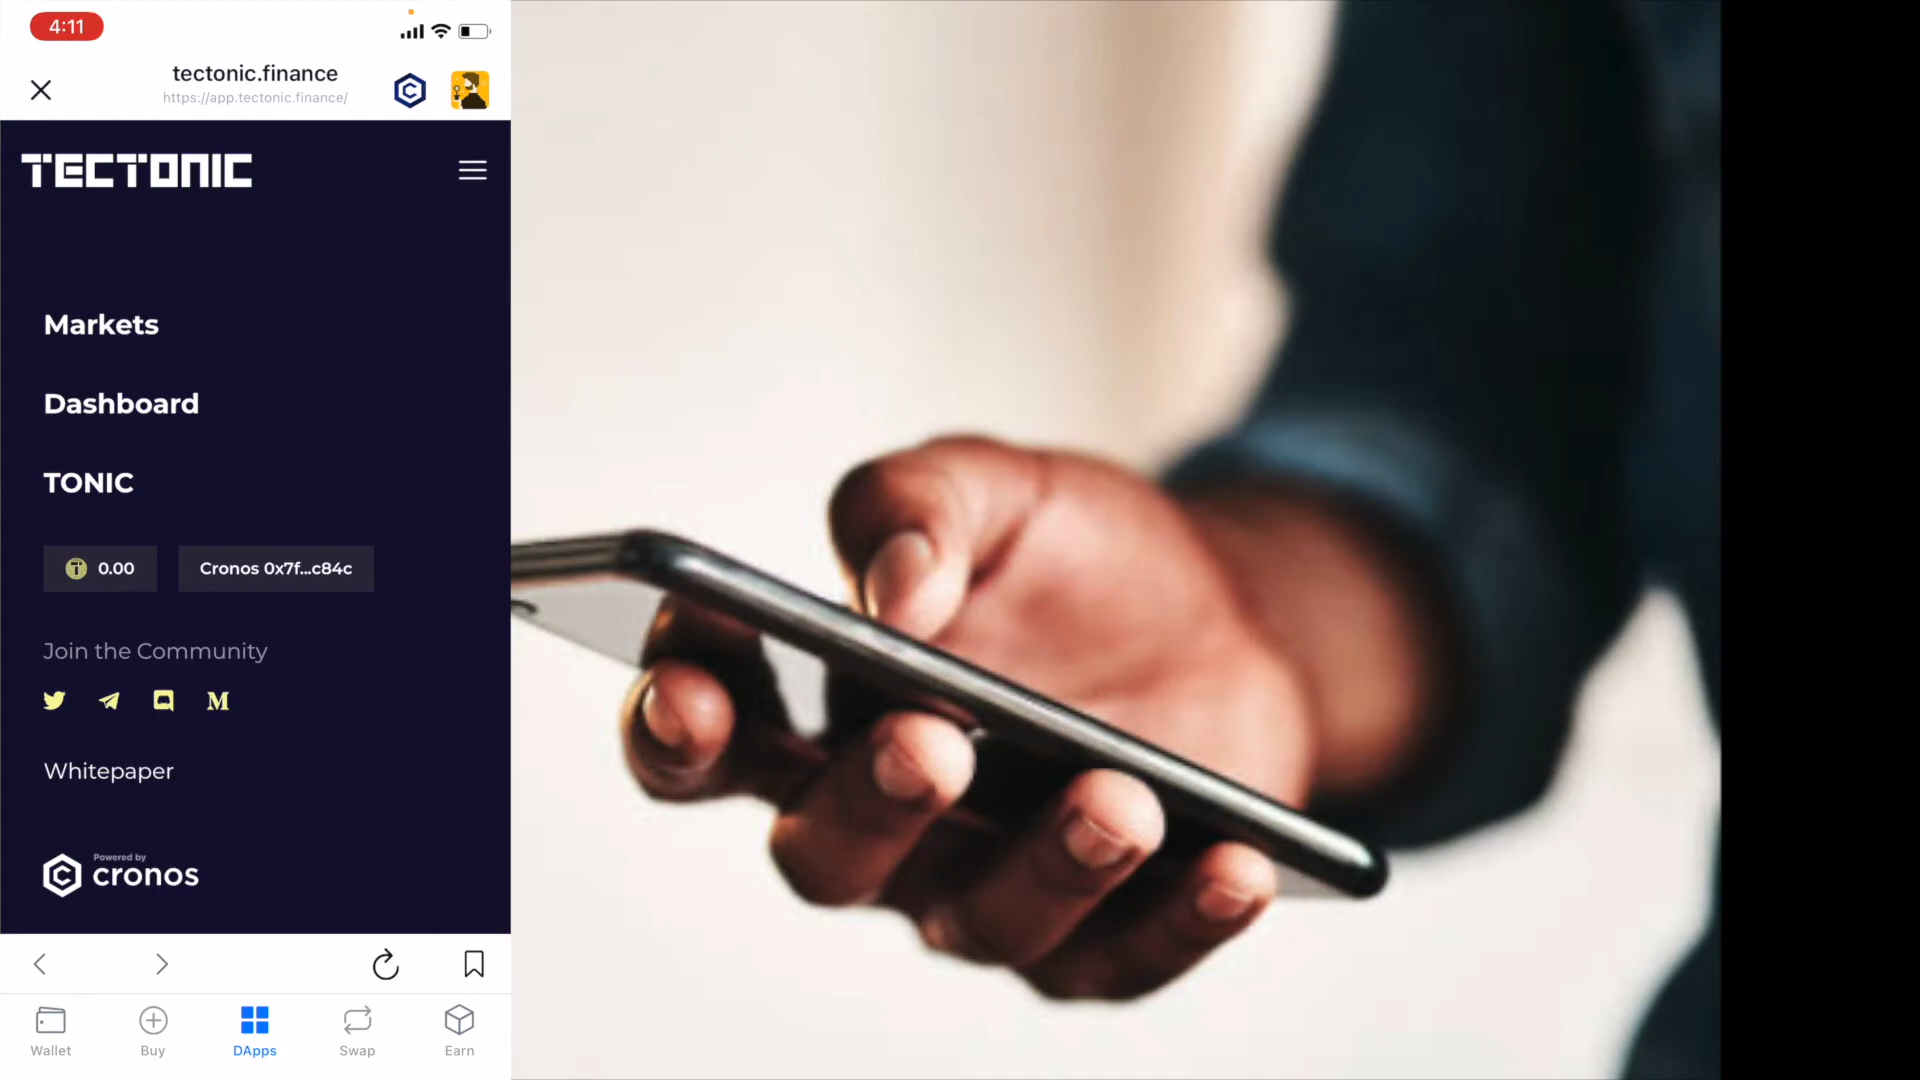 4:11
tectonic.finance
https://app.tectonic.finance/
TECTONIC
Markets
Dashboard
TONIC
0.00
Cronos 0x7f...c84c
Join the Community
Whitepaper
Powered by
cronos
Wallet
Buy
DApps
Swap
Earn